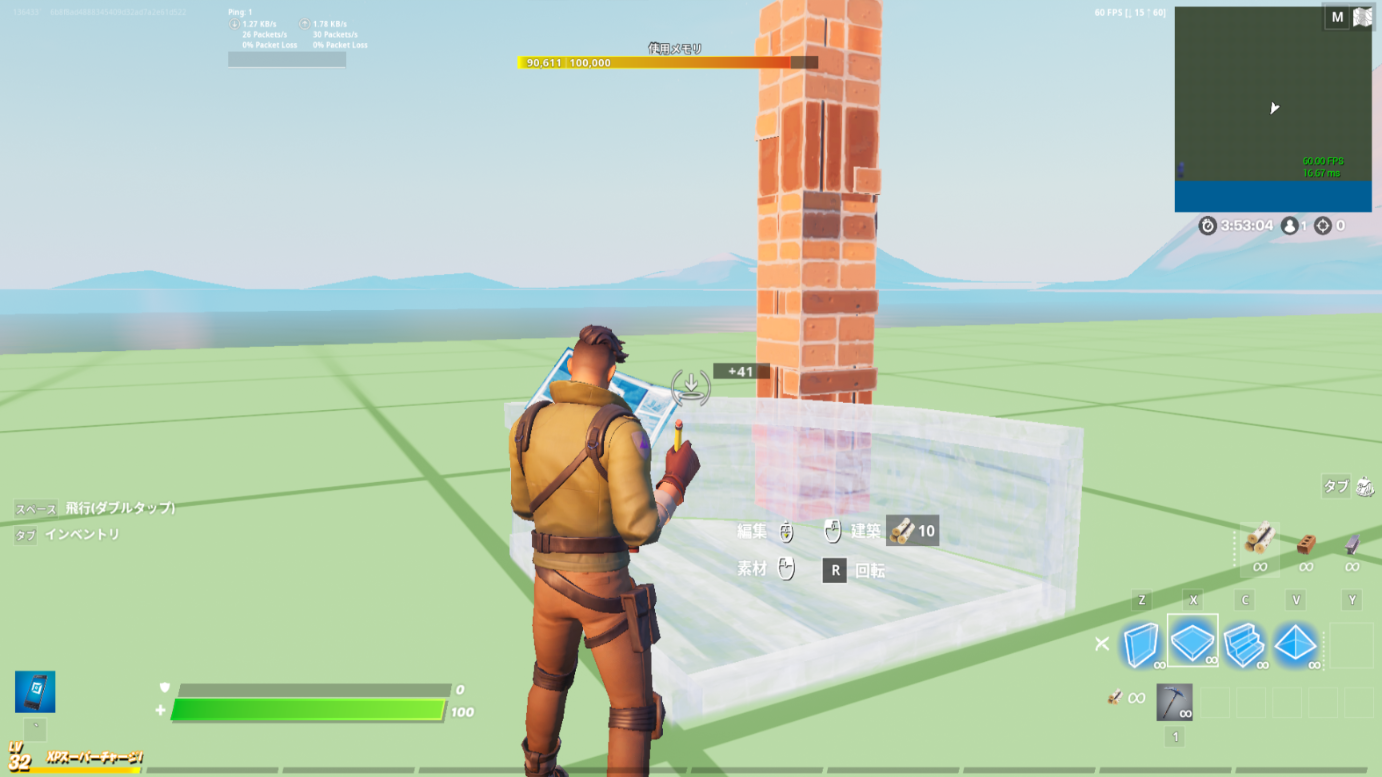 Ping: 1
1.27 KB/s 1.78 KB/s
26 Packets/s 30 Packets/s
0% Packet Loss 0% Packet Loss
使用メモリ
90,611 | 100,000
60 FPS [↓ 15 ↑ 60]
M
60.00 FPS
16.67 ms
3:53:04 1 0
+41
スペース 飛行(ダブルタップ)
タブ インベントリ
編集 建築 10
素材 R 回転
タブ
∞ ∞ ∞
Z X C V Y
∞ ∞ ∞ ∞
∞ ∞
1
0
100
LV
32 XPスーパーチャージ!